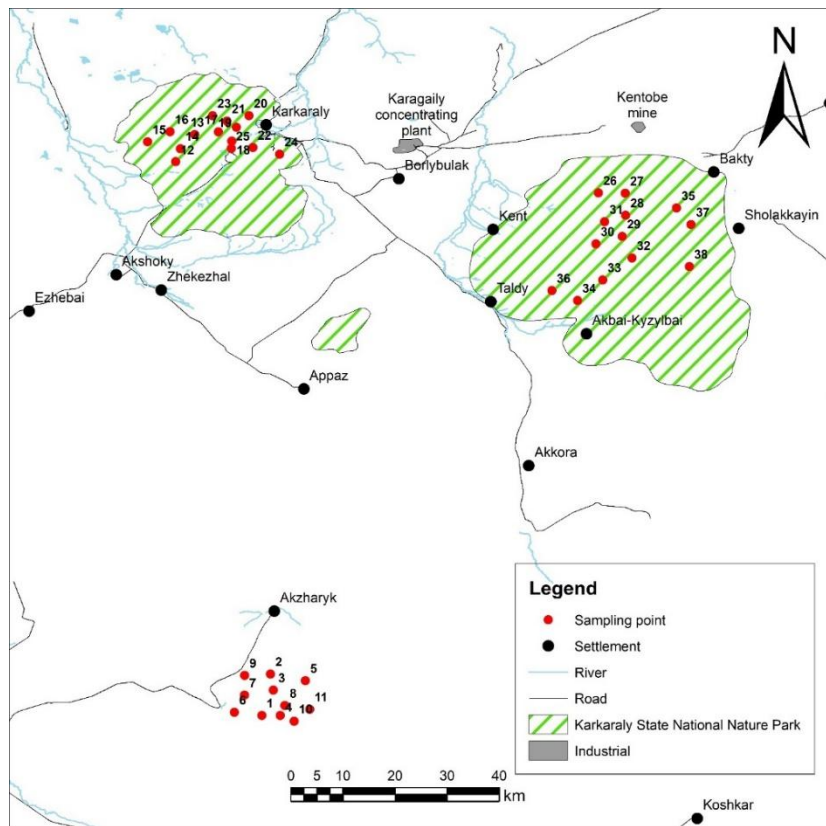 N
23
20
21
Karkaraly
16
13
17
19
15
14
25
22
12
18
24
Karagaily
concentrating
plant
Kentobe
mine
Borlybulak
Bakty
26
27
35
28
Kent
31
37
Sholakkayin
30
29
32
38
33
36
34
Akshoky
Zhekezhal
Ezhebai
Taldy
Akbai-Kyzylbai
Appaz
Akkora
Akzharyk
9
2
5
3
7
8
6
1
4
10
11
Legend
Sampling point
Settlement
River
Road
Karkaraly State National Nature Park
Industrial
0 5 10 20 30 40
km
Koshkar